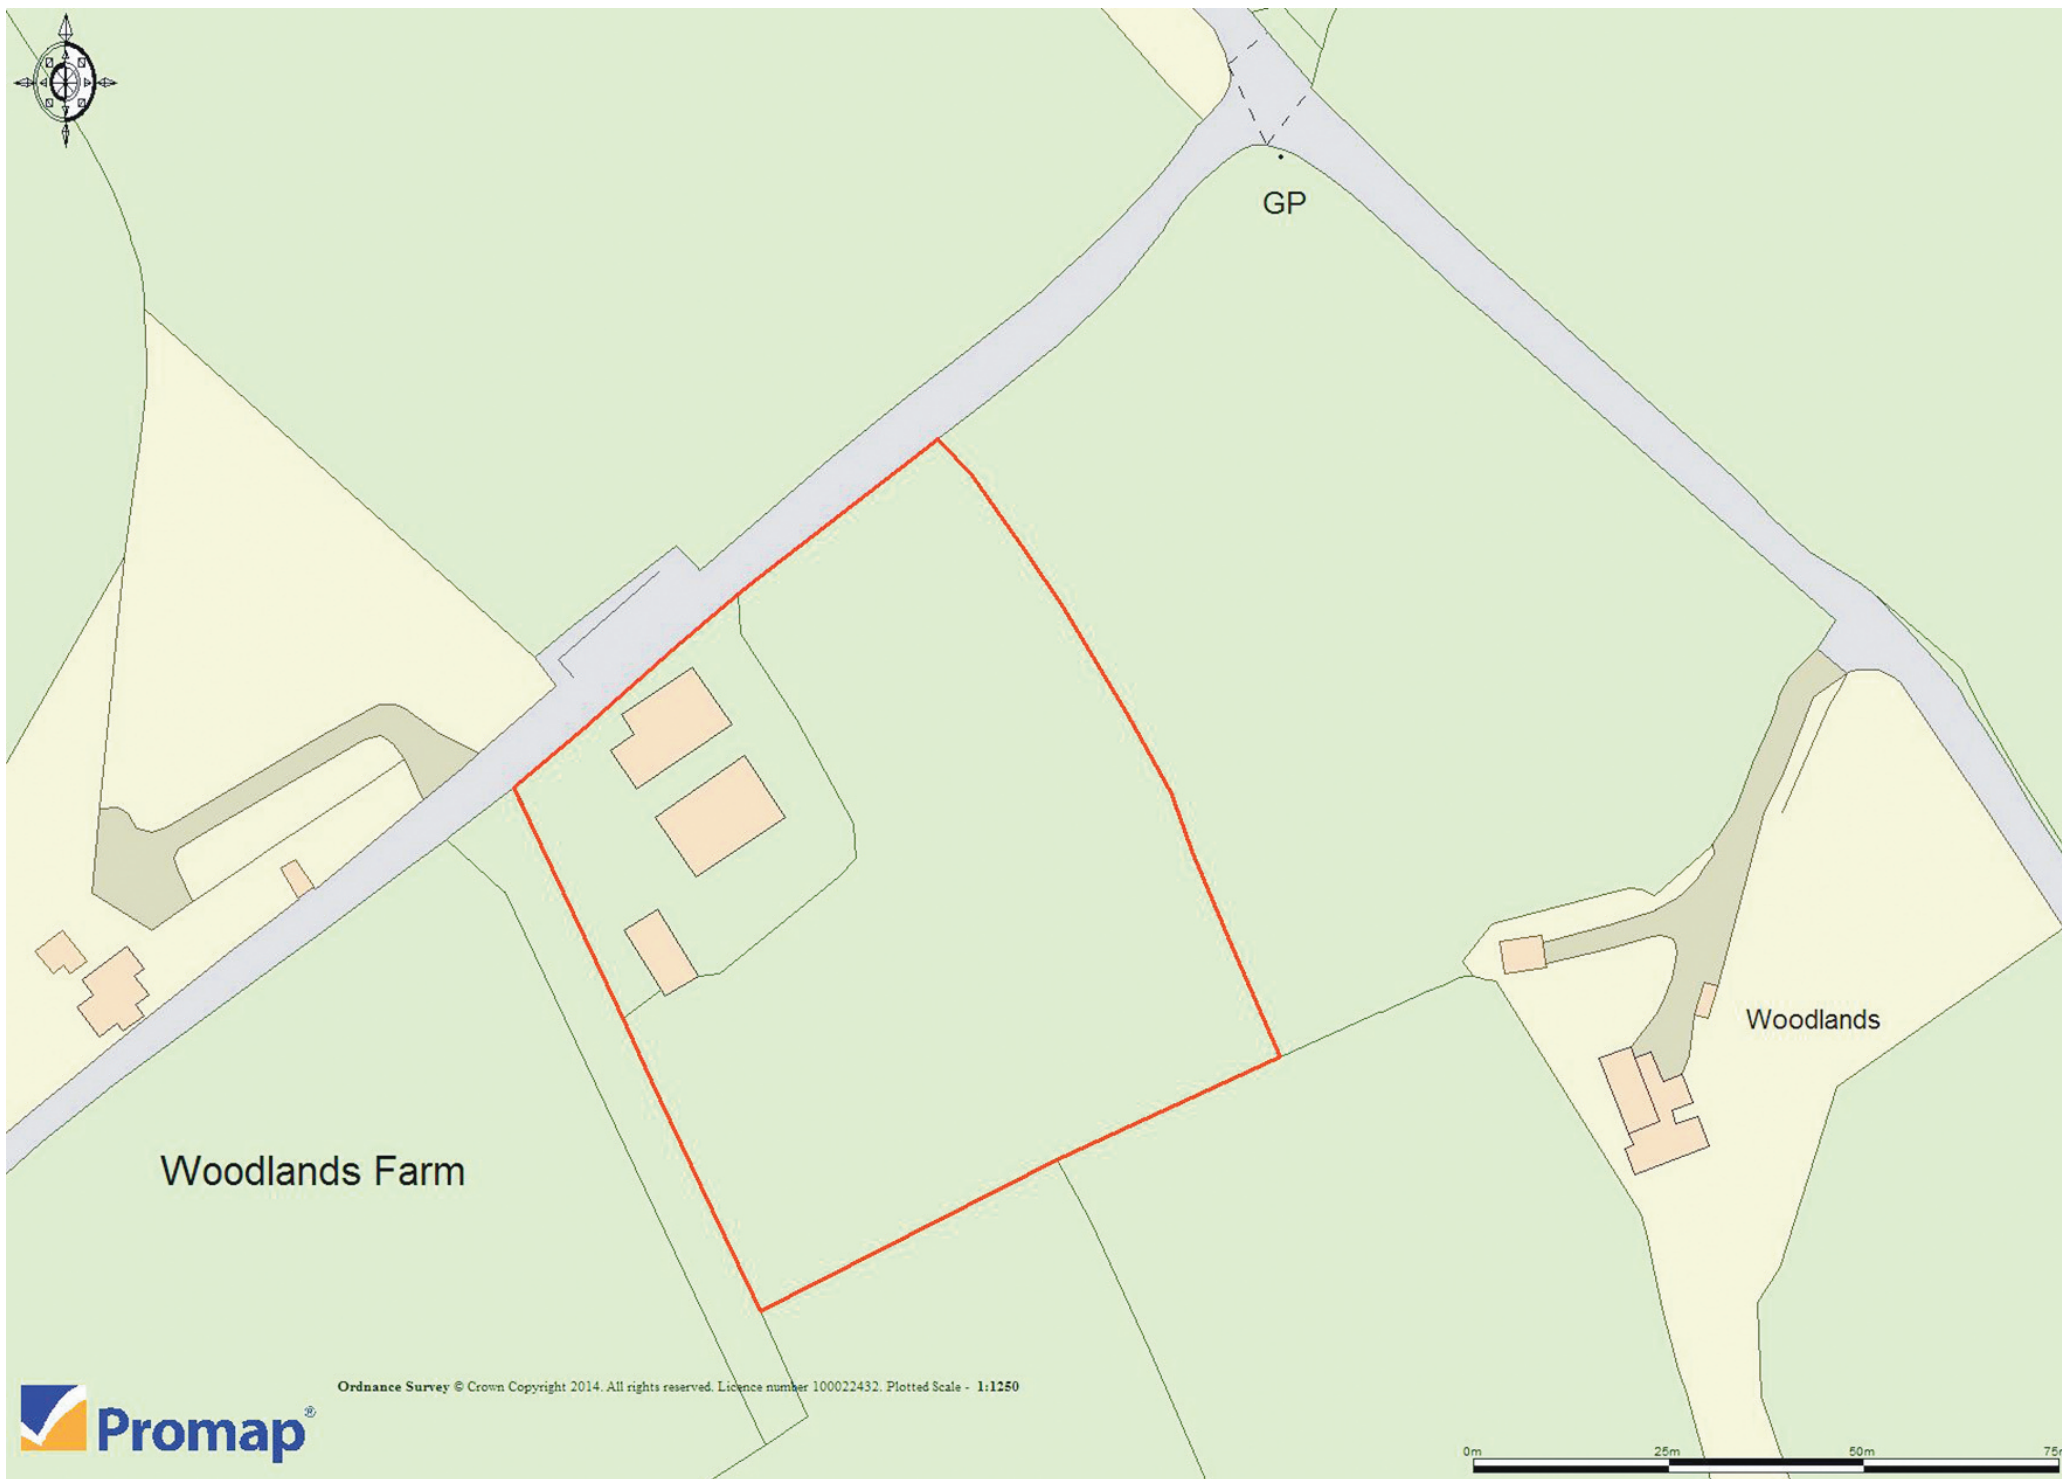 GP
Woodlands
Woodlands Farm
Ordnance Survey © Crown Copyright 2014. All rights reserved. Licence number 100022432. Plotted Scale - 1:1250
Promap®
0m 25m 50m 75m